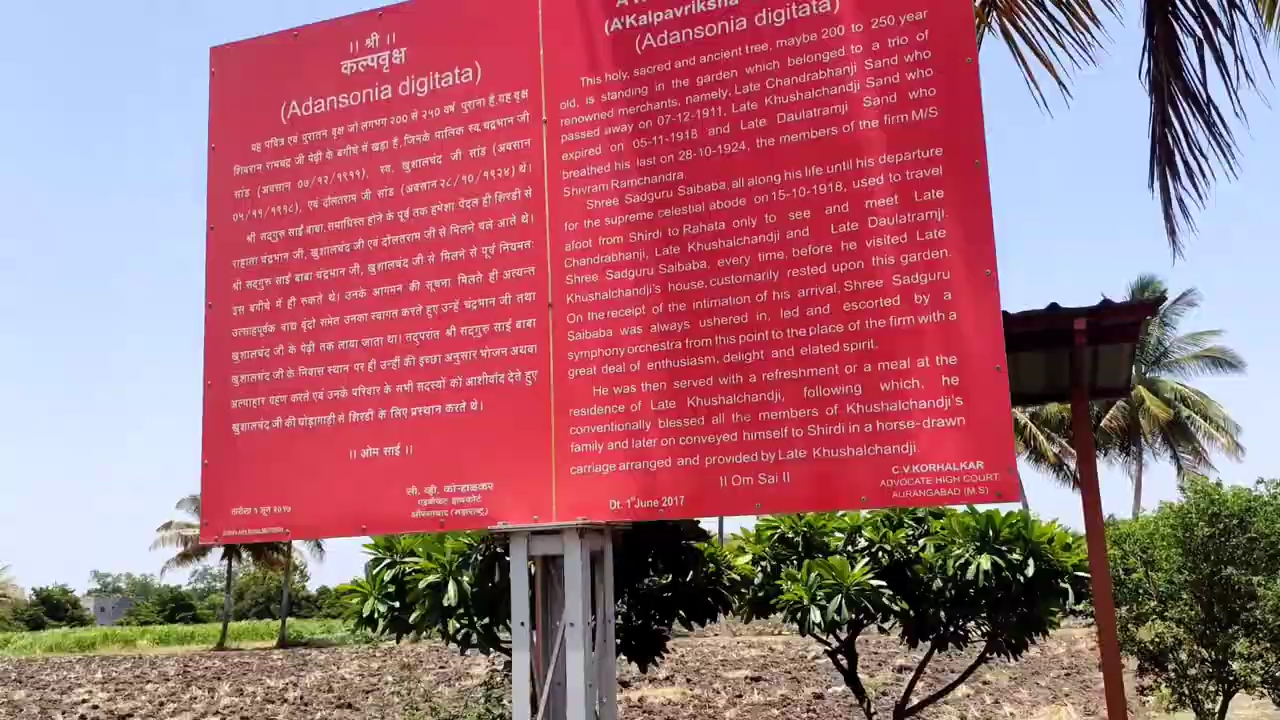 ।। श्री ।।
कल्पवृक्ष
(Adansonia digitata)
यह पवित्र एवं पुरातन वृक्ष जो लगभग २०० से २५० वर्ष पुराना है,यह वृक्ष
शिवराम रामचंद्र जी पेढ़ी के बगीचे में खड़ा है,जिनके मालिक स्व. चंद्रभान जी
सांड (अवसान ०७/१२/१९११), स्व. खुशालचंद जी सांड (अवसान
०५/११/१९१८), एवं दौलतराम जी सांड (अवसान २८/१०/१९२४) थे।
श्री सद्गुरु साई बाबा,समाधिस्त होने के पूर्व तक हमेशा पैदल ही शिरडी से
राहाता चंद्रभान जी, खुशालचंद जी एवं दौलतराम जी से मिलने चले आते थे।
श्री सद्गुरु साई बाबा चंद्रभान जी, खुशालचंद जी से मिलने से पूर्व नियमतः
इस बगीचे में ही रुकते थे। उनके आगमन की सूचना मिलते ही अत्यन्त
उत्साहपूर्वक वाद्य वृंदो समेत उनका स्वागत करते हुए उन्हें चंद्रभान जी तथा
खुशालचंद जी के पेढ़ी तक लाया जाता था। तदुपरांत श्री सद्गुरु साई बाबा
खुशालचंद जी के निवास स्थान पर ही उन्हीं की इच्छा अनुसार भोजन अथवा
अल्पाहार ग्रहण करते एवं उनके परिवार के सभी सदस्यों को आशीर्वाद देते हुए
खुशालचंद जी की घोड़ागाड़ी से शिरडी के लिए प्रस्थान करते थे।
।। ओम साई ।।
सी. व्ही. कोऱ्हाळकर
एडवोकेट हायकोर्ट
औरंगाबाद (महाराष्ट्र)
तारीख १ जून २०१७
(A'Kalpavriksha
(Adansonia digitata)
This holy, sacred and ancient tree, maybe 200 to 250 year
old, is standing in the garden which belonged to a trio of
renowned merchants, namely, Late Chandrabhanji Sand who
passed away on 07-12-1911, Late Khushalchandji Sand who
expired on 05-11-1918 and Late Daulatramji Sand who
breathed his last on 28-10-1924, the members of the firm M/S
Shivram Ramchandra.
Shree Sadguru Saibaba, all along his life until his departure
for the supreme celestial abode on 15-10-1918, used to travel
afoot from Shirdi to Rahata only to see and meet Late
Chandrabhanji, Late Khushalchandji and Late Daulatramji.
Shree Sadguru Saibaba, every time, before he visited Late
Khushalchandji's house, customarily rested upon this garden.
On the receipt of the intimation of his arrival, Shree Sadguru
Saibaba was always ushered in, led and escorted by a
symphony orchestra from this point to the place of the firm with a
great deal of enthusiasm, delight and elated spirit.
He was then served with a refreshment or a meal at the
residence of Late Khushalchandji, following which, he
conventionally blessed all the members of Khushalchandji's
family and later on conveyed himself to Shirdi in a horse-drawn
carriage arranged and provided by Late Khushalchandji.
II Om Sai II
C.V.KORHALKAR
ADVOCATE HIGH COURT
AURANGABAD (M.S)
Dt. 1st June 2017